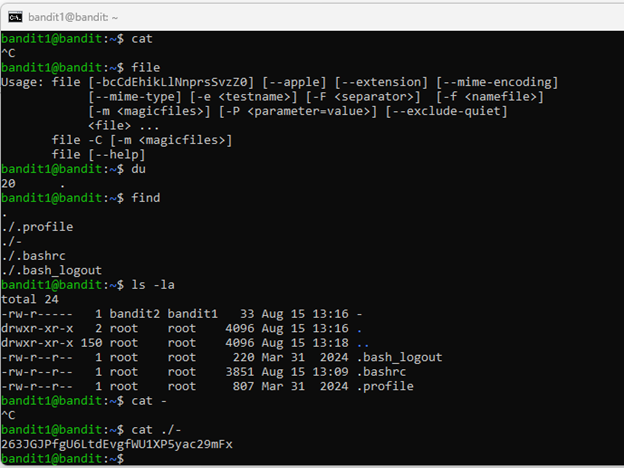 bandit1@bandit: ~
bandit1@bandit:~$ cat
^C
bandit1@bandit:~$ file
Usage: file [-bcCdEhikLlNnprsSvzZ0] [--apple] [--extension] [--mime-encoding]
            [--mime-type] [-e <testname>] [-F <separator>]  [-f <namefile>]
            [-m <magicfiles>] [-P <parameter=value>] [--exclude-quiet]
            <file> ...
       file -C [-m <magicfiles>]
       file [--help]
bandit1@bandit:~$ du
20      .
bandit1@bandit:~$ find
.
./.profile
./-
./.bashrc
./.bash_logout
bandit1@bandit:~$ ls -la
total 24
-rw-r-----   1 bandit2 bandit1   33 Aug 15 13:16 -
drwxr-xr-x   2 root    root    4096 Aug 15 13:16 .
drwxr-xr-x 150 root    root    4096 Aug 15 13:18 ..
-rw-r--r--   1 root    root     220 Mar 31  2024 .bash_logout
-rw-r--r--   1 root    root    3851 Aug 15 13:09 .bashrc
-rw-r--r--   1 root    root     807 Mar 31  2024 .profile
bandit1@bandit:~$ cat -
^C
bandit1@bandit:~$ cat ./-
263JGJPfgU6LtdEvgfWU1XP5yac29mFx
bandit1@bandit:~$